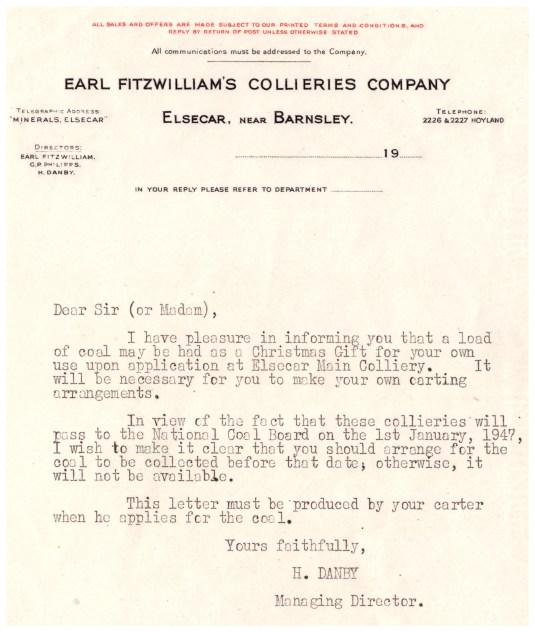 ALL SALES AND OFFERS ARE MADE SUBJECT TO OUR PRINTED TERMS AND CONDITIONS, AND
REPLY BY RETURN OF POST UNLESS OTHERWISE STATED
All communications must be addressed to the Company.
EARL FITZWILLIAM'S COLLIERIES COMPANY
TELEGRAPHIC ADDRESS:
"MINERALS, ELSECAR"
ELSECAR, NEAR BARNSLEY.
TELEPHONE:
2226 & 2227 HOYLAND
DIRECTORS:
EARL FITZWILLIAM.
G.P. PHILIPPS.
H. DANBY.
19
IN YOUR REPLY PLEASE REFER TO DEPARTMENT
Dear Sir (or Madam),
I have pleasure in informing you that a load
of coal may be had as a Christmas Gift for your own
use upon application at Elsecar Main Colliery. It
will be necessary for you to make your own carting
arrangements.
In view of the fact that these collieries will
pass to the National Coal Board on the 1st January, 1947,
I wish to make it clear that you should arrange for the
coal to be collected before that date; otherwise, it
will not be available.
This letter must be produced by your carter
when he applies for the coal.
Yours faithfully,
H. DANBY
Managing Director.